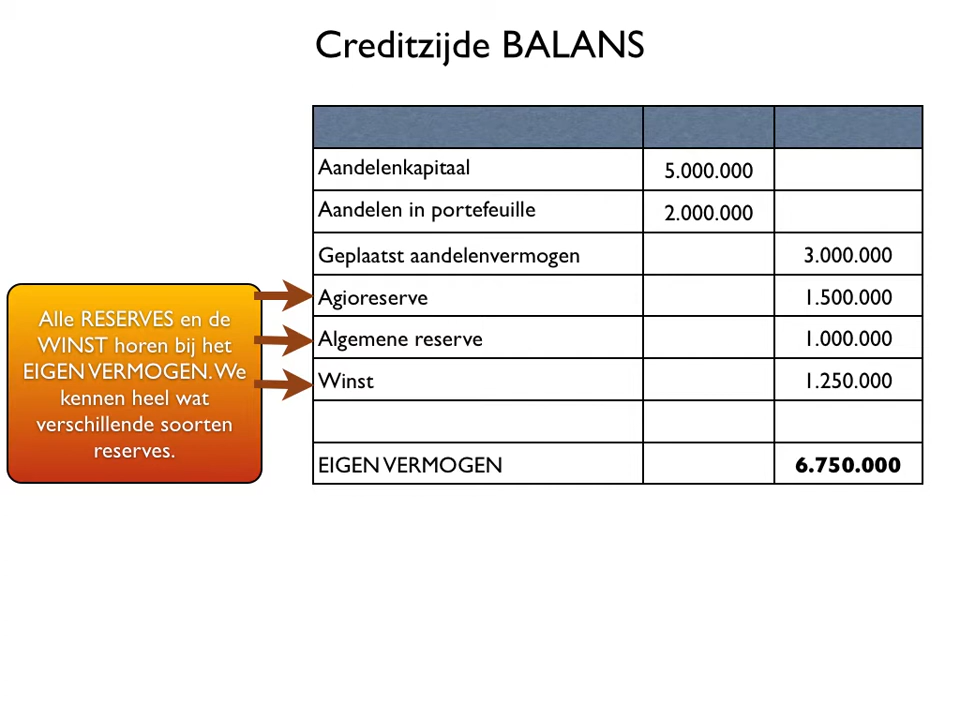 Creditzijde BALANS
Aandelenkapitaal 5.000.000
Aandelen in portefeuille 2.000.000
Geplaatst aandelenvermogen 3.000.000
Agioreserve 1.500.000
Algemene reserve 1.000.000
Winst 1.250.000
EIGEN VERMOGEN 6.750.000
Alle RESERVES en de
WINST horen bij het
EIGEN VERMOGEN. We
kennen heel wat
verschillende soorten
reserves.